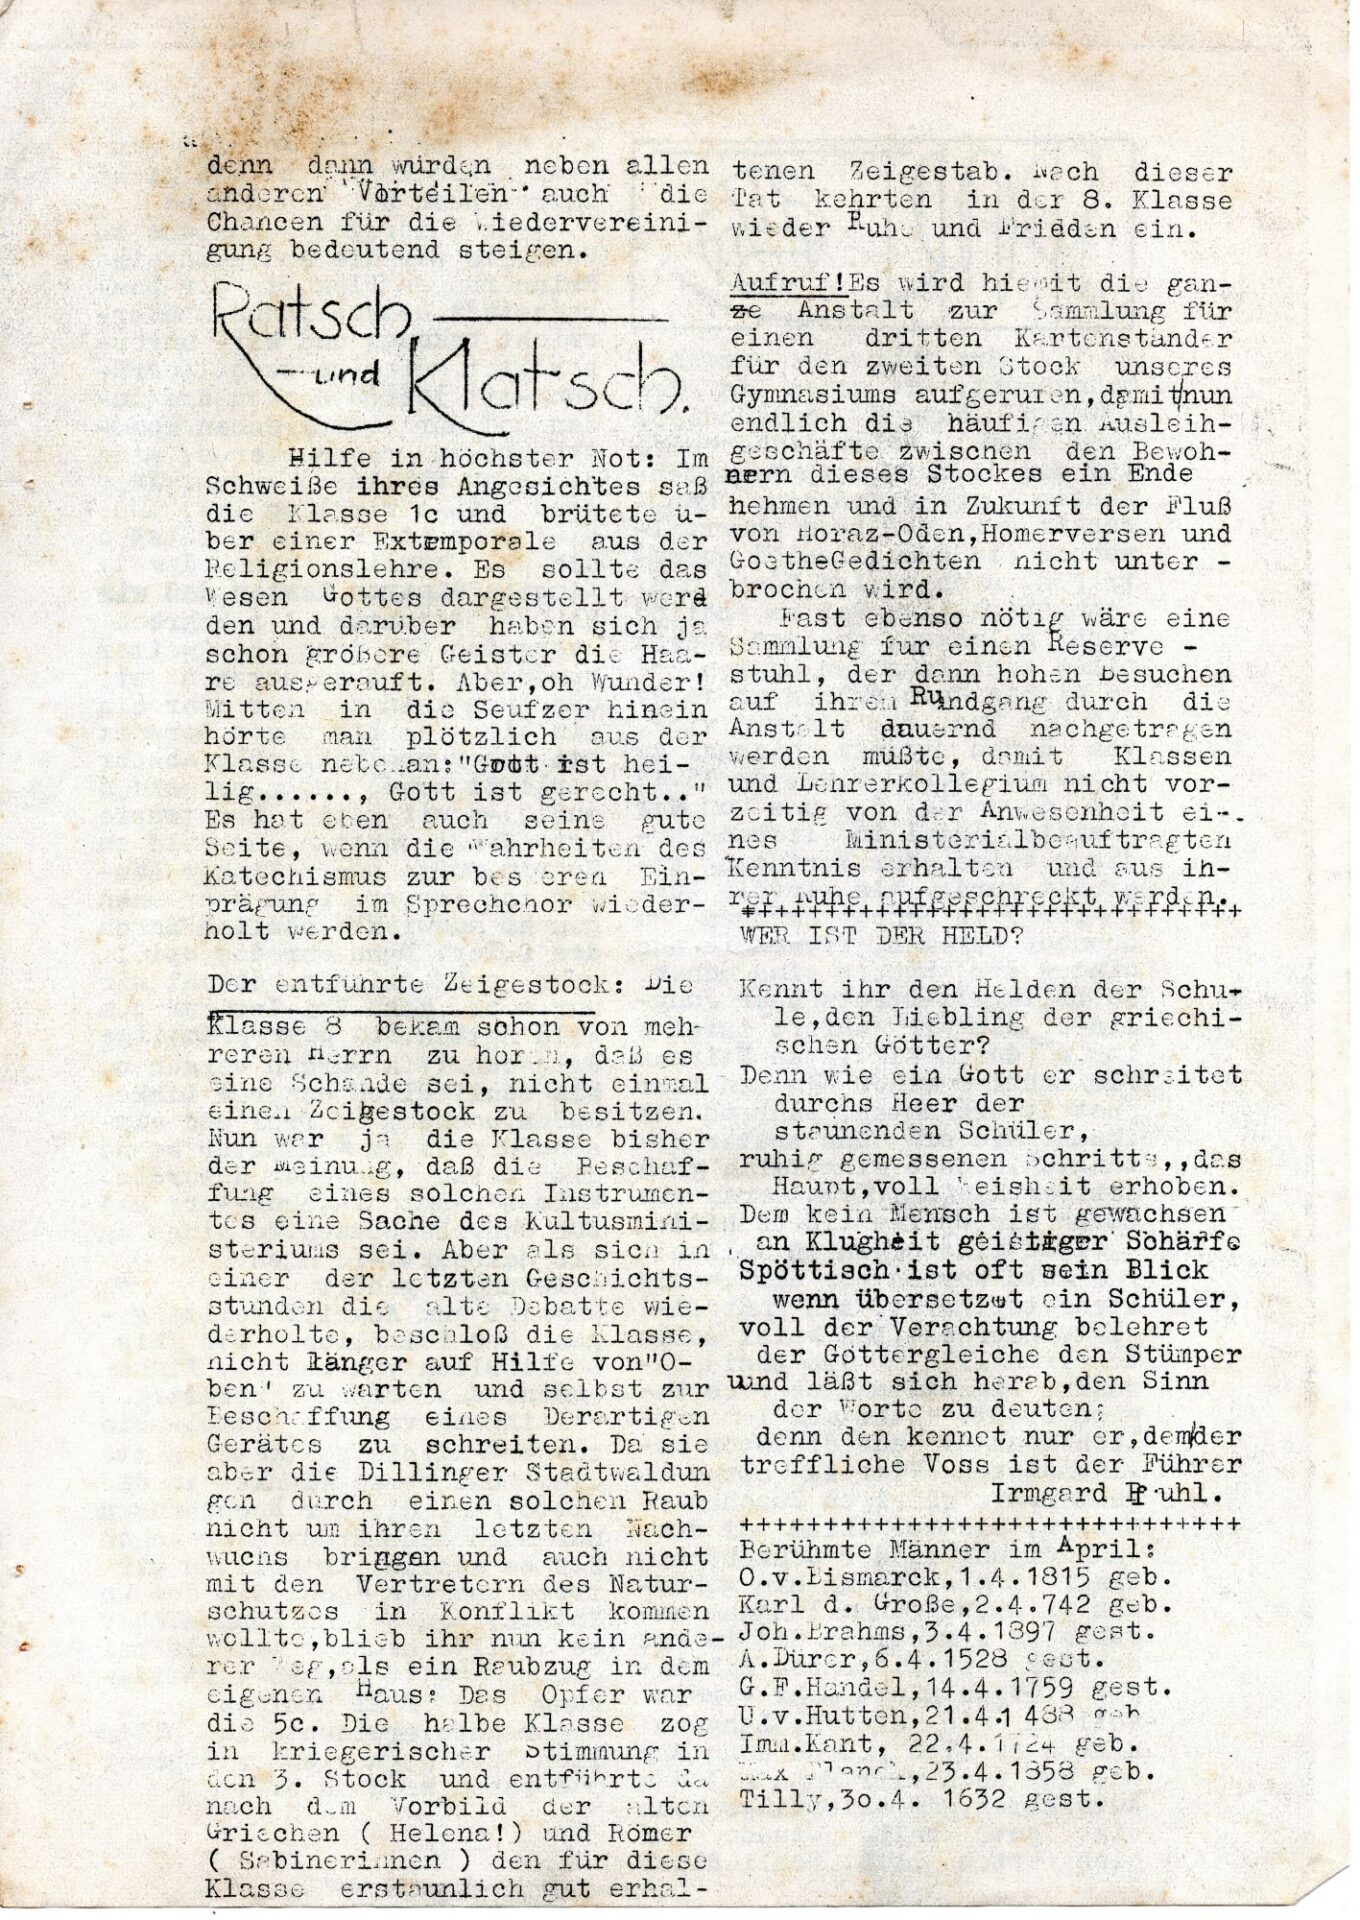 denn dann würden neben allen
anderen Vorteilen auch die
Chancen für die Wiedervereini-
gung bedeutend steigen.
Ratsch
und Klatsch.
Hilfe in höchster Not: Im
Schweiße ihres Angesichtes saß
die Klasse 1c und brütete ü-
ber einer Extemporale aus der
Religionslehre. Es sollte das
Wesen Gottes dargestellt werd
den und darüber haben sich ja
schon größere Geister die Haa-
re ausgerauft. Aber,oh Wunder!
Mitten in die Seufzer hinein
hörte man plötzlich aus der
Klasse nebenan:"Gott ist hei-
lig......, Gott ist gerecht.."
Es hat eben auch seine gute
Seite, wenn die Wahrheiten des
Katechismus zur besseren Ein-
prägung im Sprechchor wieder-
holt werden.
Der entführte Zeigestock: Die
Klasse 8 bekam schon von meh-
reren Herrn zu hören, daß es
eine Schande sei, nicht einmal
einen Zeigestock zu besitzen.
Nun war ja die Klasse bisher
der Meinung, daß die Beschaf-
fung eines solchen Instrumen-
tes eine Sache des Kultusmini-
steriums sei. Aber als sich in
einer der letzten Geschichts-
stunden die alte Debatte wie-
derholte, beschloß die Klasse,
nicht länger auf Hilfe von"O-
ben" zu warten und selbst zur
Beschaffung eines Derartigen
Gerätes zu schreiten. Da sie
aber die Dillinger Stadtwaldun
gen durch einen solchen Raub
nicht um ihren letzten Nach-
wuchs bringen und auch nicht
mit den Vertretern des Natur-
schutzes in Konflikt kommen
wollte,blieb ihr nun kein ande-
rer Weg,als ein Raubzug in dem
eigenen Haus: Das Opfer war
die 5c. Die halbe Klasse zog
in kriegerischer Stimmung in
den 3. Stock und entführte da
nach dem Vorbild der alten
Griechen ( Helena!) und Römer
( Sabinerinnen ) den für diese
Klasse erstaunlich gut erhal-
tenen Zeigestab. Nach dieser
Tat kehrten in der 8. Klasse
wieder Ruhe und Fridden ein.
Aufruf!Es wird hiemit die gan-
ze Anstalt zur Sammlung für
einen dritten Kartenständer
für den zweiten Stock unseres
Gymnasiums aufgerufen,damit/nun
endlich die häufigen Ausleih-
geschäfte zwischen den Bewoh-
nern dieses Stockes ein Ende
nehmen und in Zukunft der Fluß
von Horaz-Oden,Homerversen und
GoetheGedichten nicht unter -
brochen wird.
Fast ebenso nötig wäre eine
Sammlung für einen Reserve -
stuhl, der dann hohen Besuchen
auf ihrem Rundgang durch die
Anstalt dauernd nachgetragen
werden müßte, damit Klassen
und Lehrerkollegium nicht vor-
zeitig von der Anwesenheit ei-.
nes Ministerialbeauftragten
Kenntnis erhalten und aus ih-
rer Ruhe aufgeschreckt werden.
++++++++++++++++++++++++++++++
WER IST DER HELD?
Kennt ihr den Helden der Schu-
le,den Liebling der griechi-
schen Götter?
Denn wie ein Gott er schreitet
durchs Heer der
staunenden Schüler,
ruhig gemessenen Schritts,,das
Haupt,voll Weisheit erhoben.
Dem kein Mensch ist gewachsen
an Klugheit geistiger Schärfe
Spöttisch ist oft sein Blick
wenn übersetzet ein Schüler,
voll der Verachtung belehret
der Göttergleiche den Stümper
uund läßt sich herab,den Sinn
der Worte zu deuten;
denn den kennet nur er,dem/der
treffliche Voss ist der Führer
Irmgard Pfuhl.
++++++++++++++++++++++++++++++
Berühmte Männer im April:
O.v.Bismarck,1.4.1815 geb.
Karl d. Große,2.4.742 geb.
Joh.Brahms,3.4.1897 gest.
A.Dürer,6.4.1528 gest.
G.F.Händel,14.4.1759 gest.
U.v.Hutten,21.4.1488 geb
Imm.Kant, 22.4.1724 geb.
Max Planck,23.4.1858 geb.
Tilly,3o.4. 1632 gest.